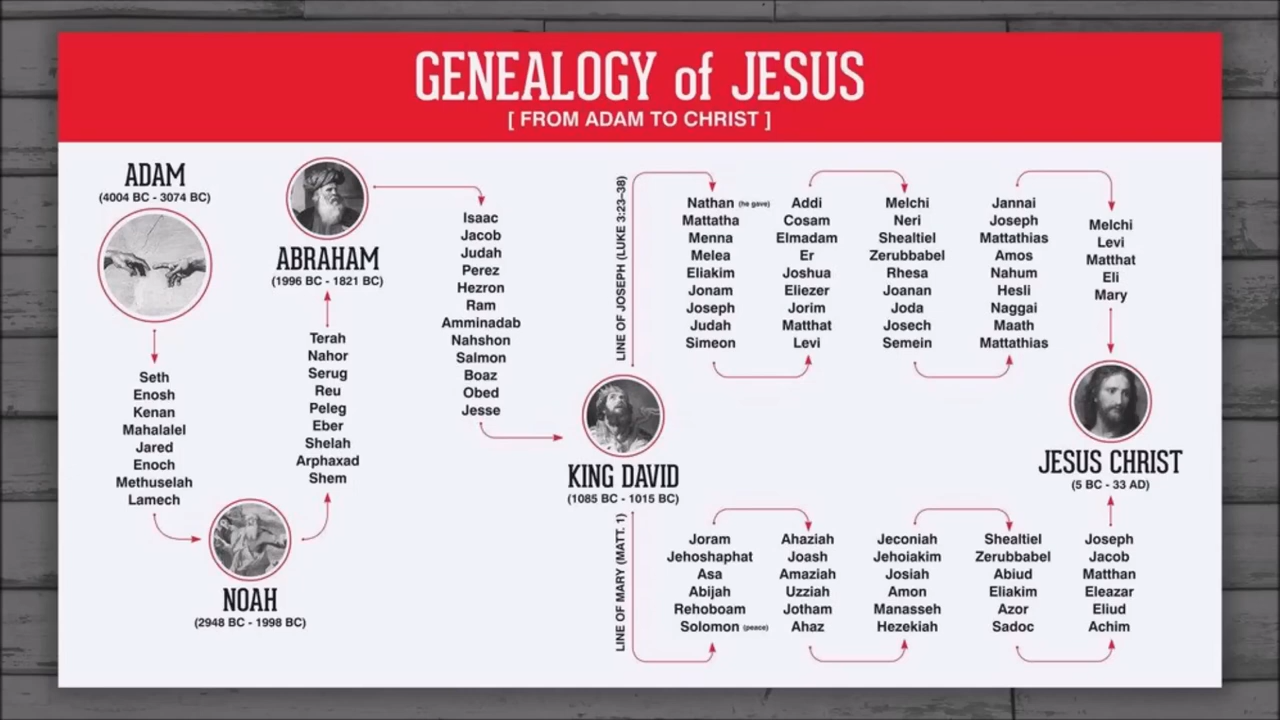 GENEALOGY of JESUS
[ FROM ADAM TO CHRIST ]
ADAM
(4004 BC - 3074 BC)
Seth
Enosh
Kenan
Mahalalel
Jared
Enoch
Methuselah
Lamech
NOAH
(2948 BC - 1998 BC)
Terah
Nahor
Serug
Reu
Peleg
Eber
Shelah
Arphaxad
Shem
ABRAHAM
(1996 BC - 1821 BC)
Isaac
Jacob
Judah
Perez
Hezron
Ram
Amminadab
Nahshon
Salmon
Boaz
Obed
Jesse
KING DAVID
(1085 BC - 1015 BC)
LINE OF JOSEPH (LUKE 3:23–38)
Nathan (he gave)
Mattatha
Menna
Melea
Eliakim
Jonam
Joseph
Judah
Simeon
Addi
Cosam
Elmadam
Er
Joshua
Eliezer
Jorim
Matthat
Levi
Melchi
Neri
Shealtiel
Zerubbabel
Rhesa
Joanan
Joda
Josech
Semein
Jannai
Joseph
Mattathias
Amos
Nahum
Hesli
Naggai
Maath
Mattathias
Melchi
Levi
Matthat
Eli
Mary
JESUS CHRIST
(5 BC - 33 AD)
LINE OF MARY (MATT. 1)
Joram
Jehoshaphat
Asa
Abijah
Rehoboam
Solomon (peace)
Ahaziah
Joash
Amaziah
Uzziah
Jotham
Ahaz
Jeconiah
Jehoiakim
Josiah
Amon
Manasseh
Hezekiah
Shealtiel
Zerubbabel
Abiud
Eliakim
Azor
Sadoc
Joseph
Jacob
Matthan
Eleazar
Eliud
Achim